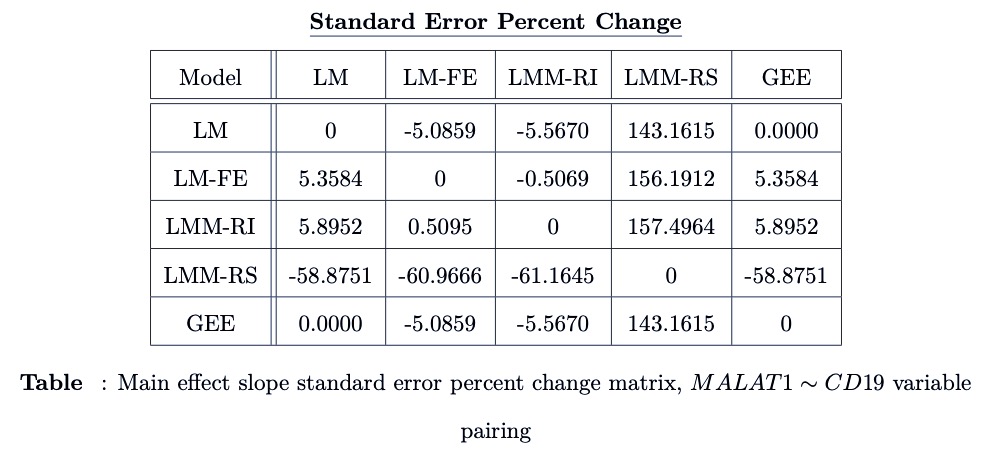 Standard Error Percent Change
Model LM LM-FE LMM-RI LMM-RS GEE
LM 0 -5.0859 -5.5670 143.1615 0.0000
LM-FE 5.3584 0 -0.5069 156.1912 5.3584
LMM-RI 5.8952 0.5095 0 157.4964 5.8952
LMM-RS -58.8751 -60.9666 -61.1645 0 -58.8751
GEE 0.0000 -5.0859 -5.5670 143.1615 0
Table : Main effect slope standard error percent change matrix, MALAT1 ∼ CD19 variable
pairing